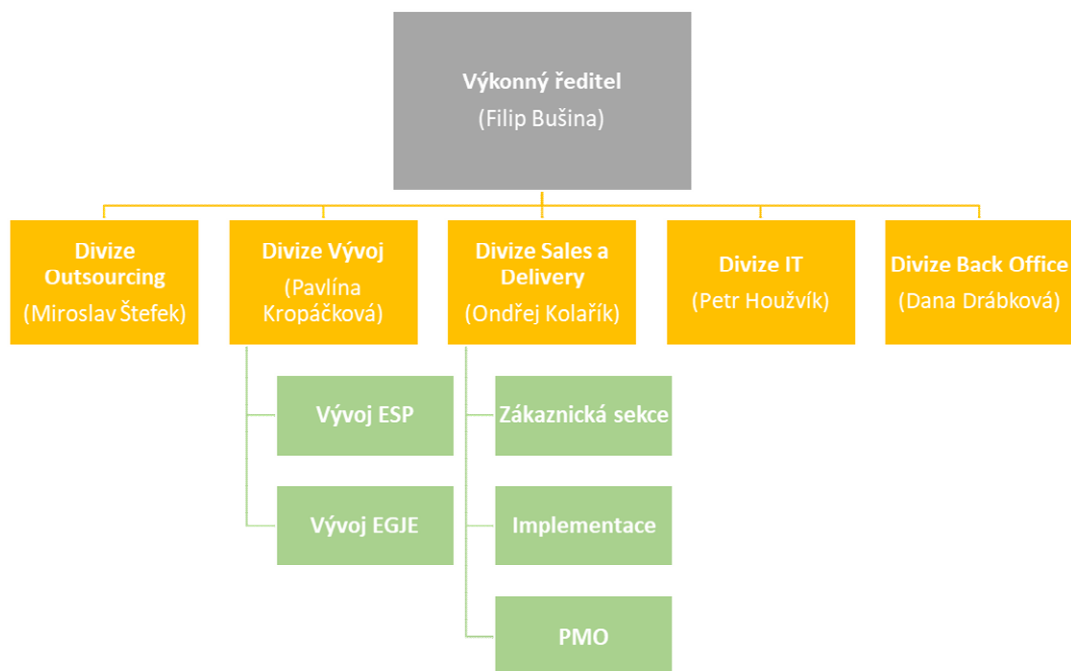 Výkonný ředitel
(Filip Bušina)
Divize
Outsourcing
(Miroslav Štefek)
Divize Vývoj
(Pavlína
Kropáčková)
Divize Sales a
Delivery
(Ondřej Kolařík)
Divize IT
(Petr Houžvík)
Divize Back Office
(Dana Drábková)
Vývoj ESP
Vývoj EGJE
Zákaznická sekce
Implementace
PMO